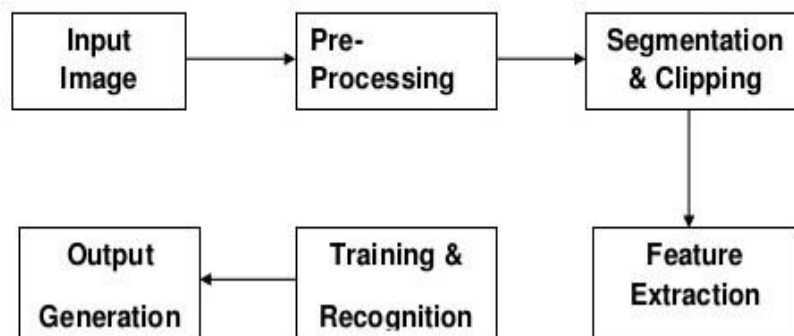 Input
Image
Pre-
Processing
Segmentation
& Clipping
Feature
Extraction
Training &
Recognition
Output
Generation